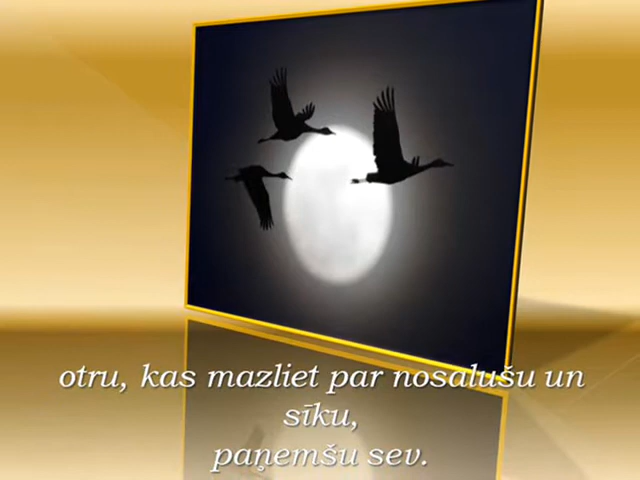 otru, kas mazliet par nosalušu un
sīku,
paņemšu sev.